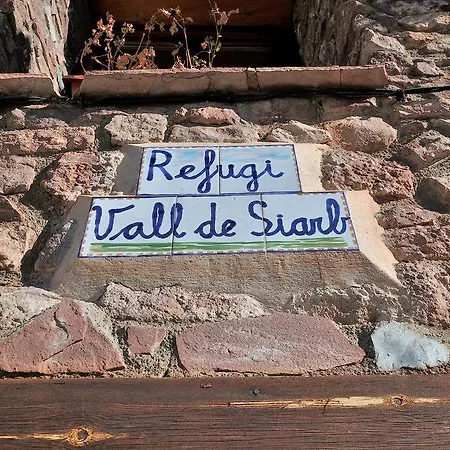 Refugi
Vall de Siarb